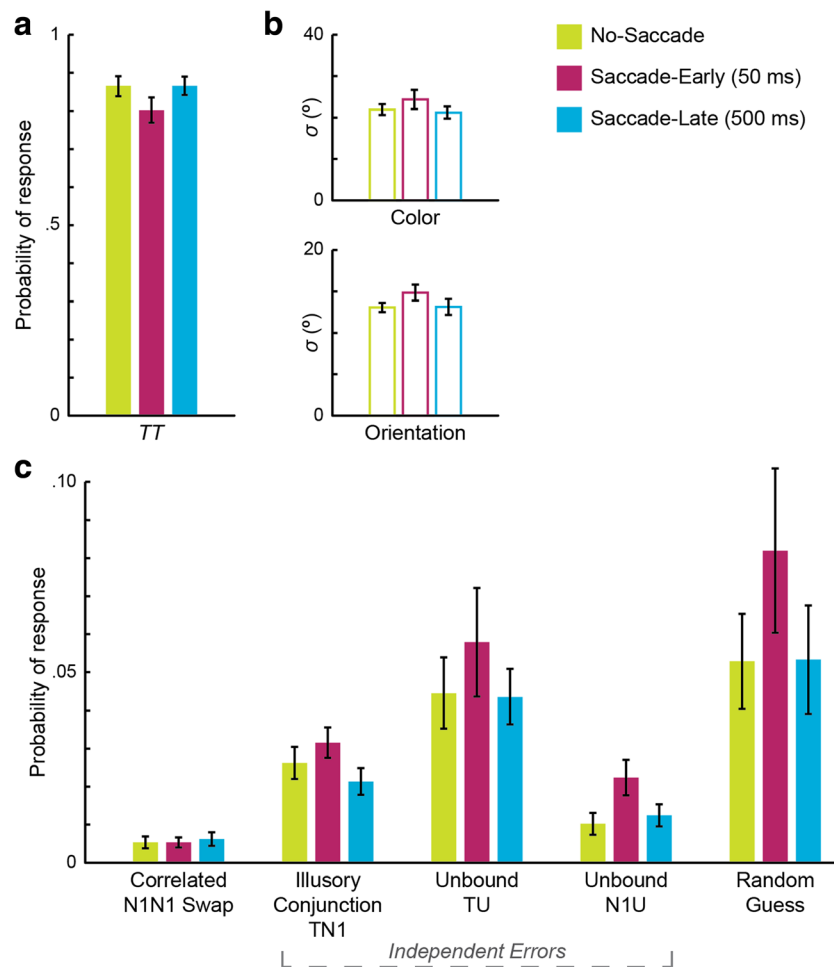 a
b
1
.5
0
Probability of response
TT
40
0
σ (º)
Color
20
0
σ (º)
Orientation
No-Saccade
Saccade-Early (50 ms)
Saccade-Late (500 ms)
c
.10
.05
0
Probability of response
Correlated
N1N1 Swap
Illusory
Conjunction
TN1
Unbound
TU
Unbound
N1U
Random
Guess
Independent Errors